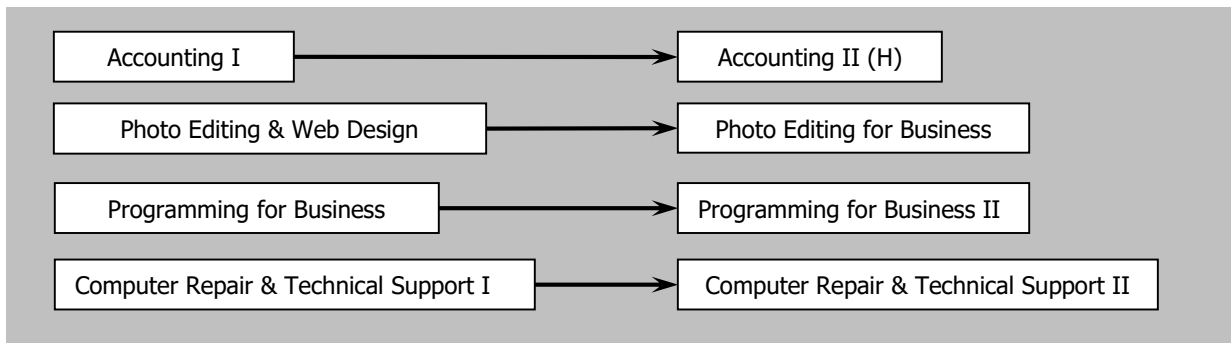 Accounting I
Accounting II (H)
Photo Editing & Web Design
Photo Editing for Business
Programming for Business
Programming for Business II
Computer Repair & Technical Support I
Computer Repair & Technical Support II